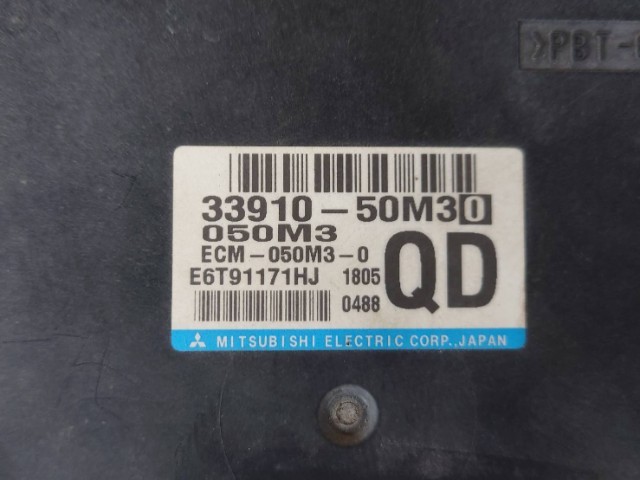 >PBT-
33910-50M30
050M3
ECM-050M3-0
E6T91171HJ 1805
QD
0488
MITSUBISHI ELECTRIC CORP., JAPAN